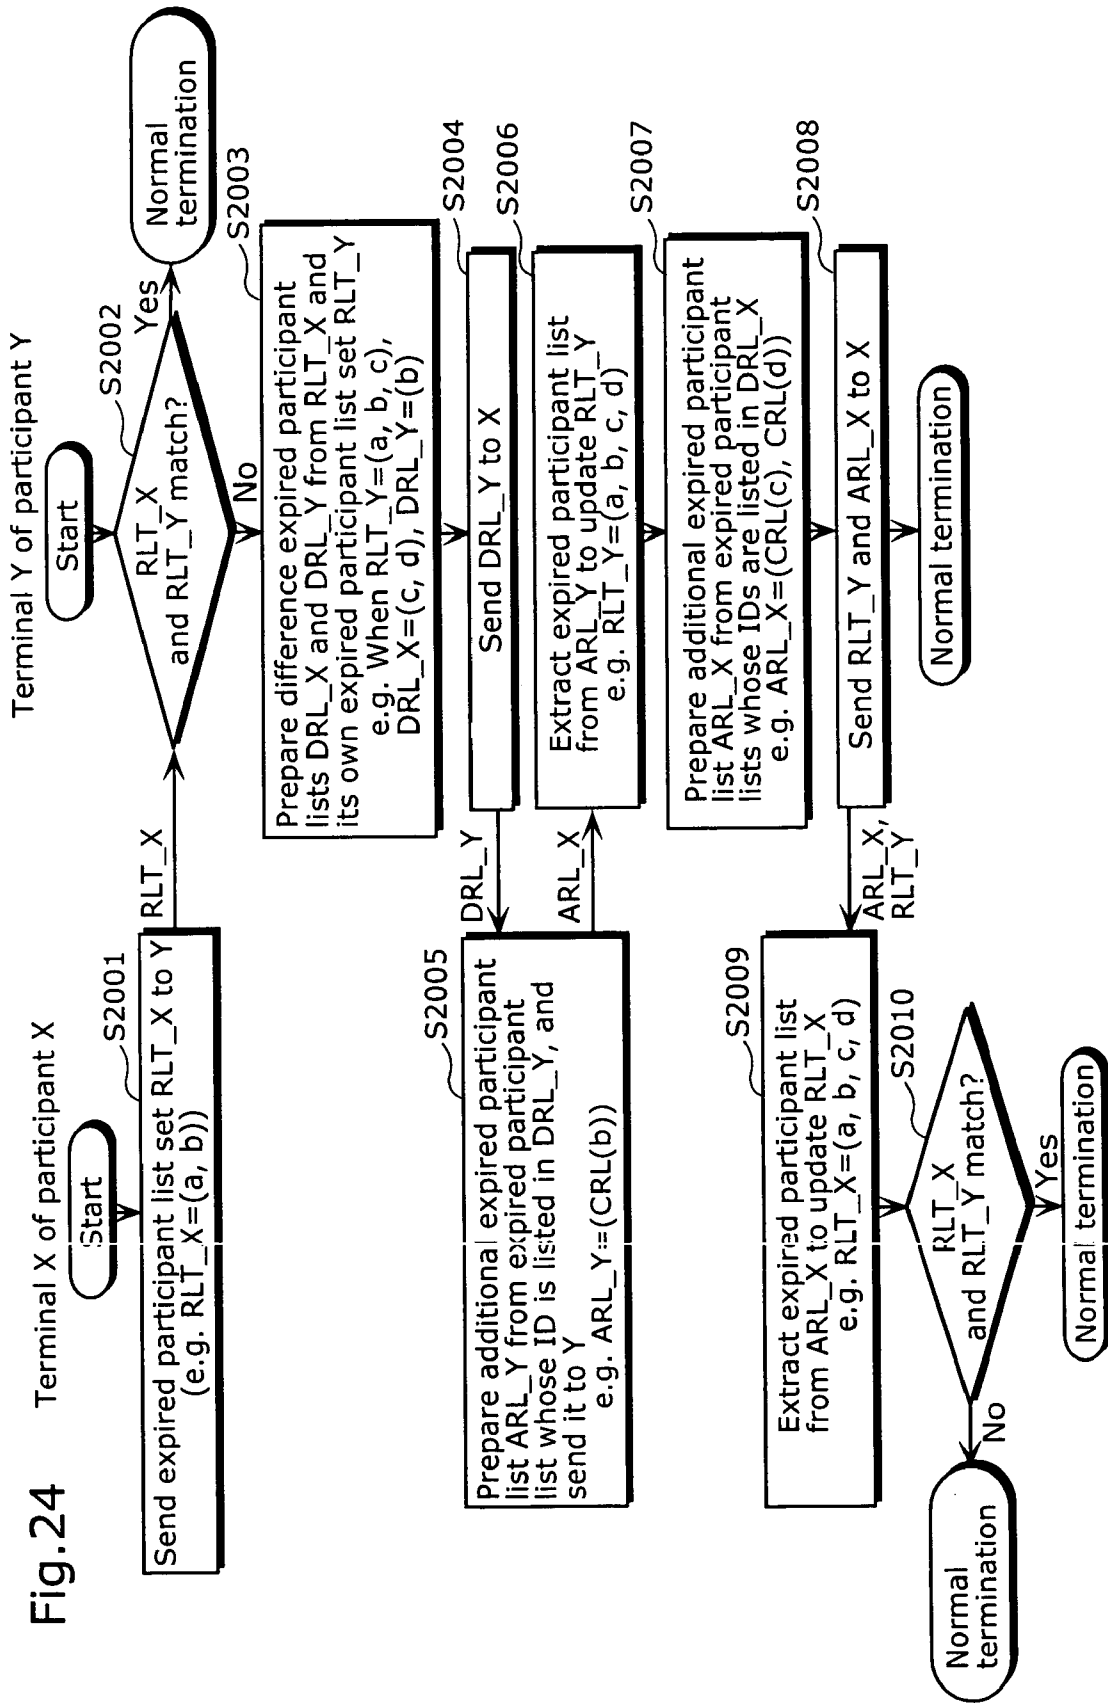 Fig.24
Terminal X of participant X
Terminal Y of participant Y
Start
Start
S2001
Send expired participant list set RLT_X to Y
(e.g. RLT_X=(a, b))
RLT_X
S2002
RLT_X
and RLT_Y match?
Yes
Normal
termination
No
S2003
Prepare difference expired participant
lists DRL_X and DRL_Y from RLT_X and
its own expired participant list set RLT_Y
e.g. When RLT_Y=(a, b, c),
DRL_X=(c, d), DRL_Y=(b)
S2004
Send DRL_Y to X
DRL_Y
S2005
Prepare additional expired participant
list ARL_Y from expired participant
list whose ID is listed in DRL_Y, and
send it to Y
e.g. ARL_Y=(CRL(b))
ARL_X
S2006
Extract expired participant list
from ARL_Y to update RLT_Y
e.g. RLT_Y=(a, b, c, d)
S2007
Prepare additional expired participant
list ARL_X from expired participant
lists whose IDs are listed in DRL_X
e.g. ARL_X=(CRL(c), CRL(d))
S2008
Send RLT_Y and ARL_X to X
ARL_X,
RLT_Y
Normal termination
S2009
Extract expired participant list
from ARL_X to update RLT_X
e.g. RLT_X=(a, b, c, d)
S2010
RLT_X
and RLT_Y match?
No
Normal
termination
Yes
Normal termination